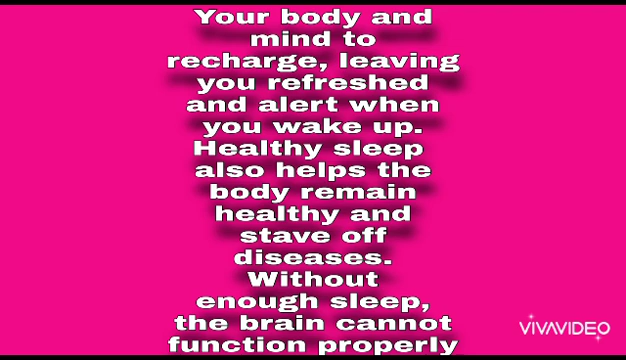 Your body and
mind to
recharge, leaving
you refreshed
and alert when
you wake up.
Healthy sleep
also helps the
body remain
healthy and
stave off
diseases.
Without
enough sleep,
the brain cannot
function properly
VIVAVIDEO